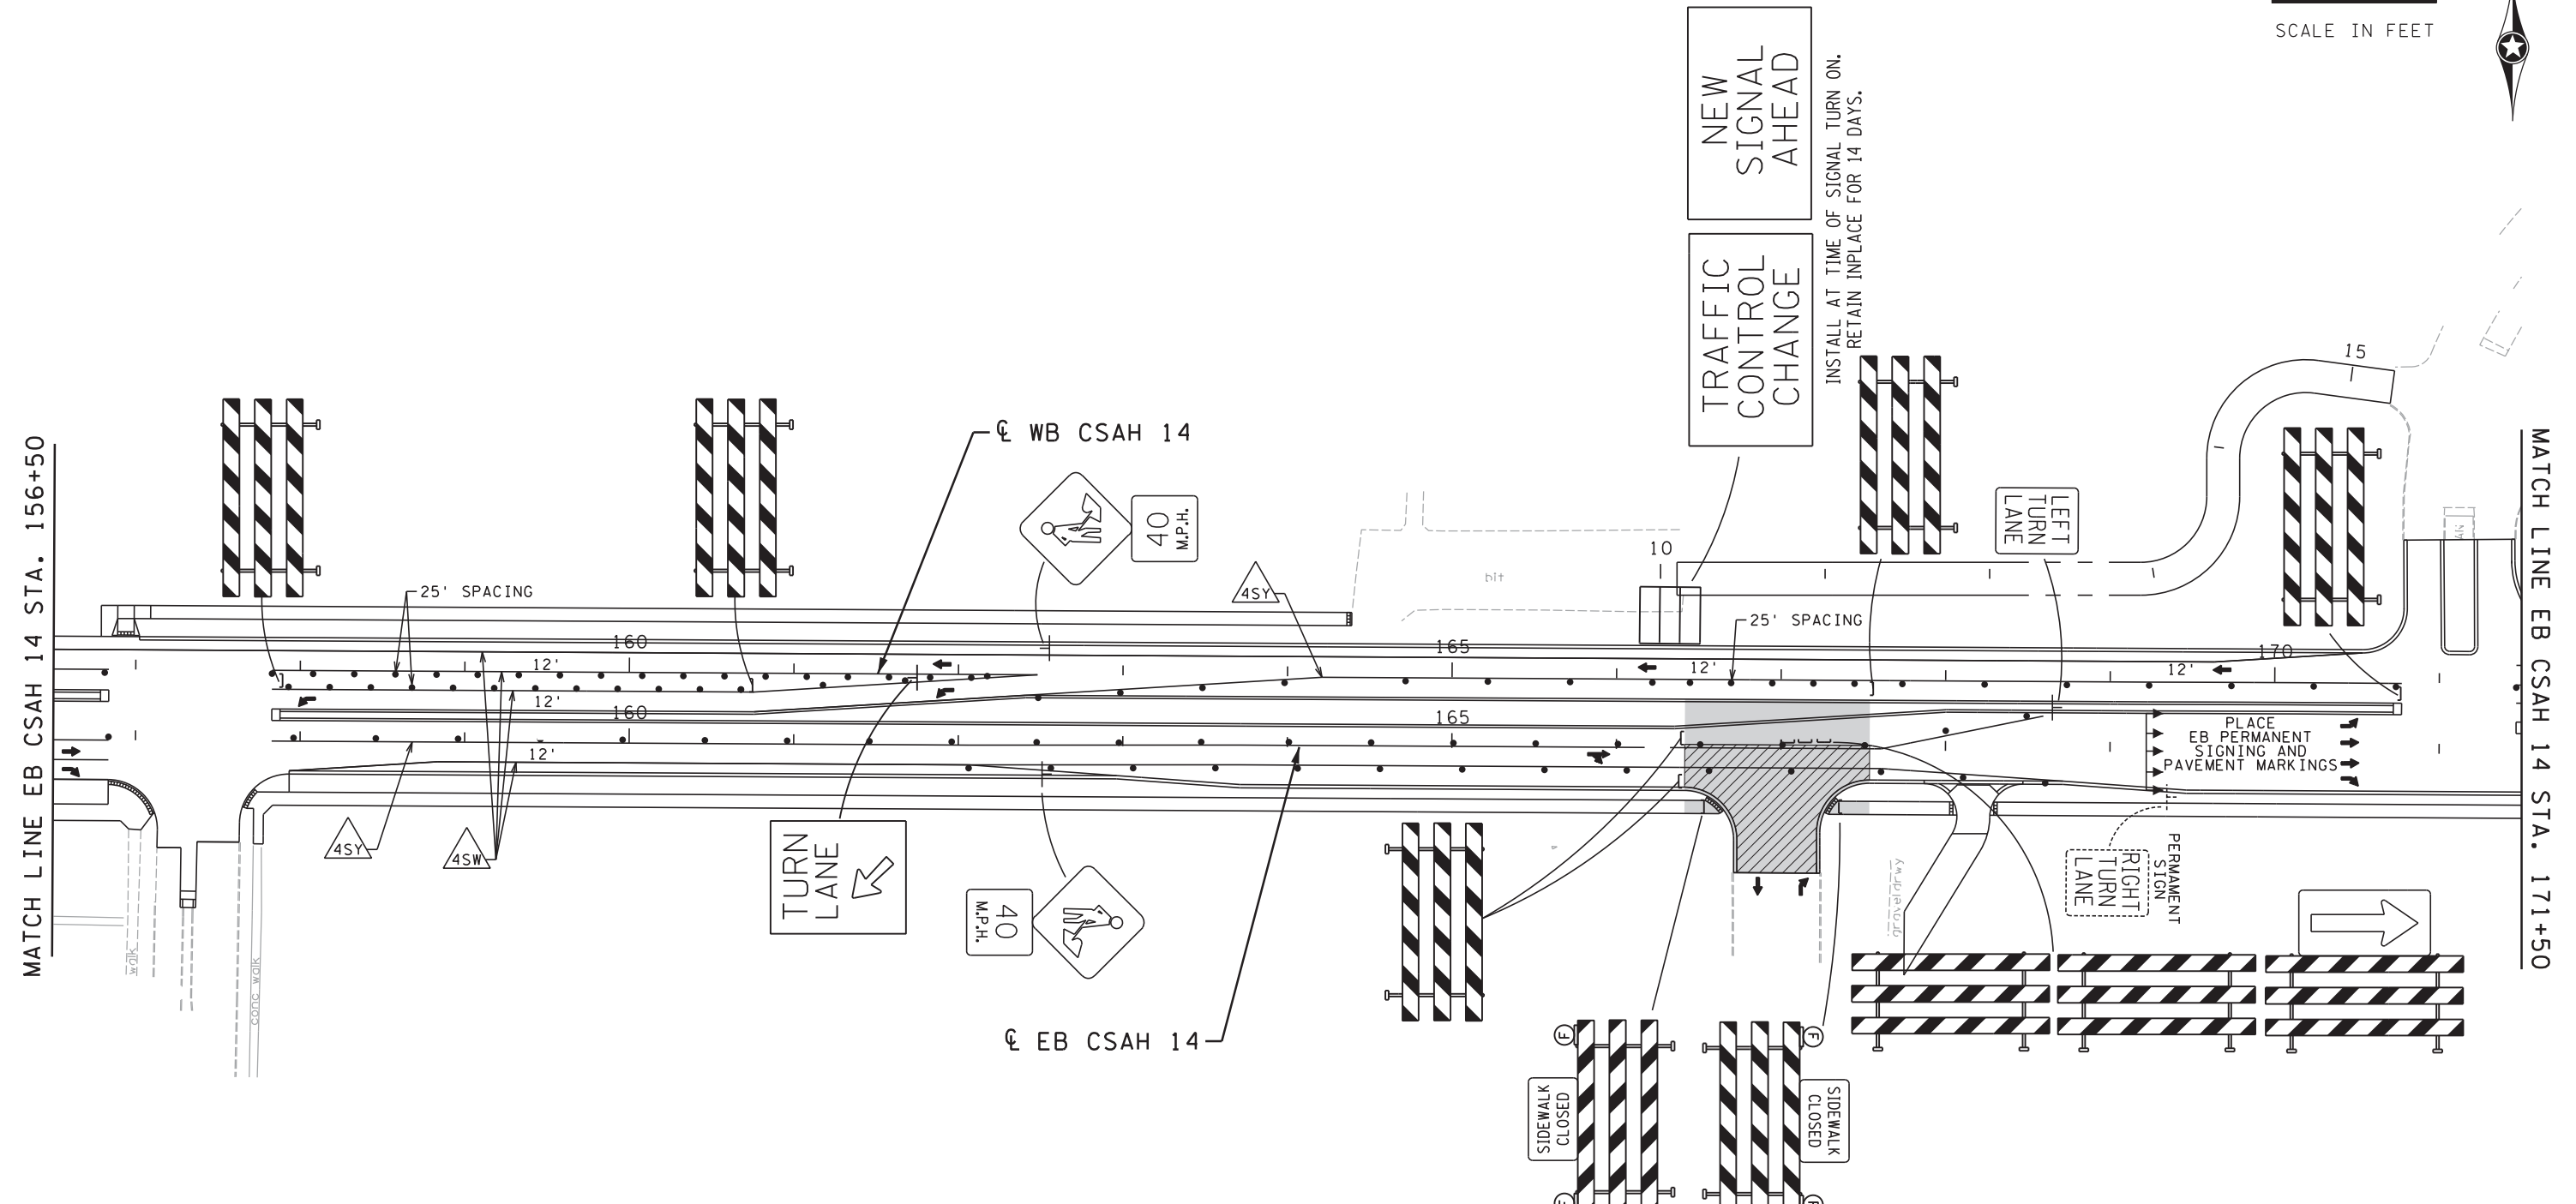 SCALE IN FEET
NEW
SIGNAL
AHEAD
TRAFFIC
CONTROL
CHANGE
INSTALL AT TIME OF SIGNAL TURN ON.
RETAIN INPLACE FOR 14 DAYS.
MATCH LINE EB CSAH 14 STA. 156+50
℄ WB CSAH 14
40
M.P.H.
LEFT
TURN
LANE
15
10
bit
25' SPACING
4SY
25' SPACING
160
165
170
12'
12'
12'
12'
160
165
12'
PLACE
EB PERMANENT
SIGNING AND
PAVEMENT MARKINGS
4SY
4SW
TURN
LANE
40
M.P.H.
℄ EB CSAH 14
RIGHT
TURN
LANE
PERMAMENT
SIGN
walk
conc walk
gravel drwy
SIDEWALK
CLOSED
SIDEWALK
CLOSED
F
F
F
F
MATCH LINE EB CSAH 14 STA. 171+50